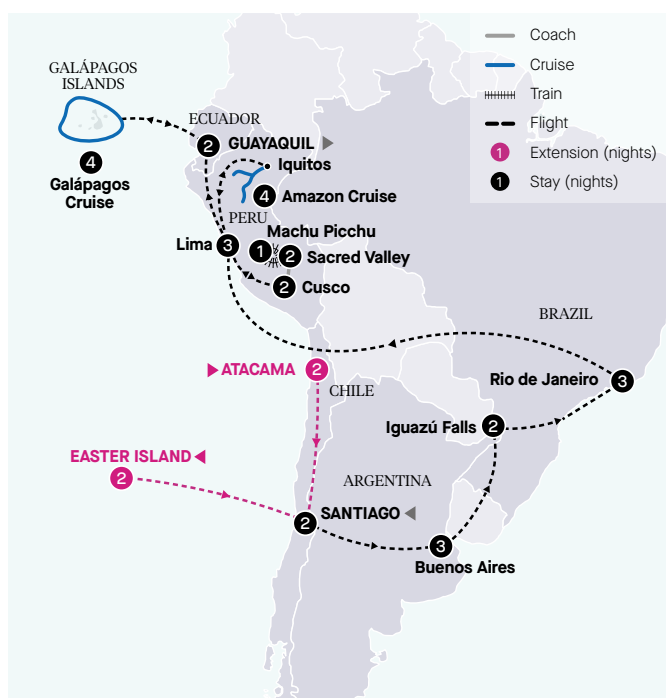 Coach
Cruise
Train
Flight
1 Extension (nights)
1 Stay (nights)
GALÁPAGOS
ISLANDS
4
Galápagos
Cruise
ECUADOR
2 GUAYAQUIL
Iquitos
4 Amazon Cruise
PERU
Machu Picchu
Lima 3
1
2 Sacred Valley
2 Cusco
BRAZIL
ATACAMA 2
CHILE
Rio de Janeiro 3
Iguazú Falls 2
EASTER ISLAND
2
ARGENTINA
2 SANTIAGO
3
Buenos Aires